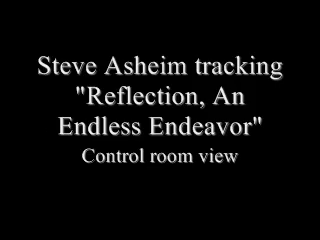 Steve Asheim tracking
"Reflection, An
Endless Endeavor"
Control room view